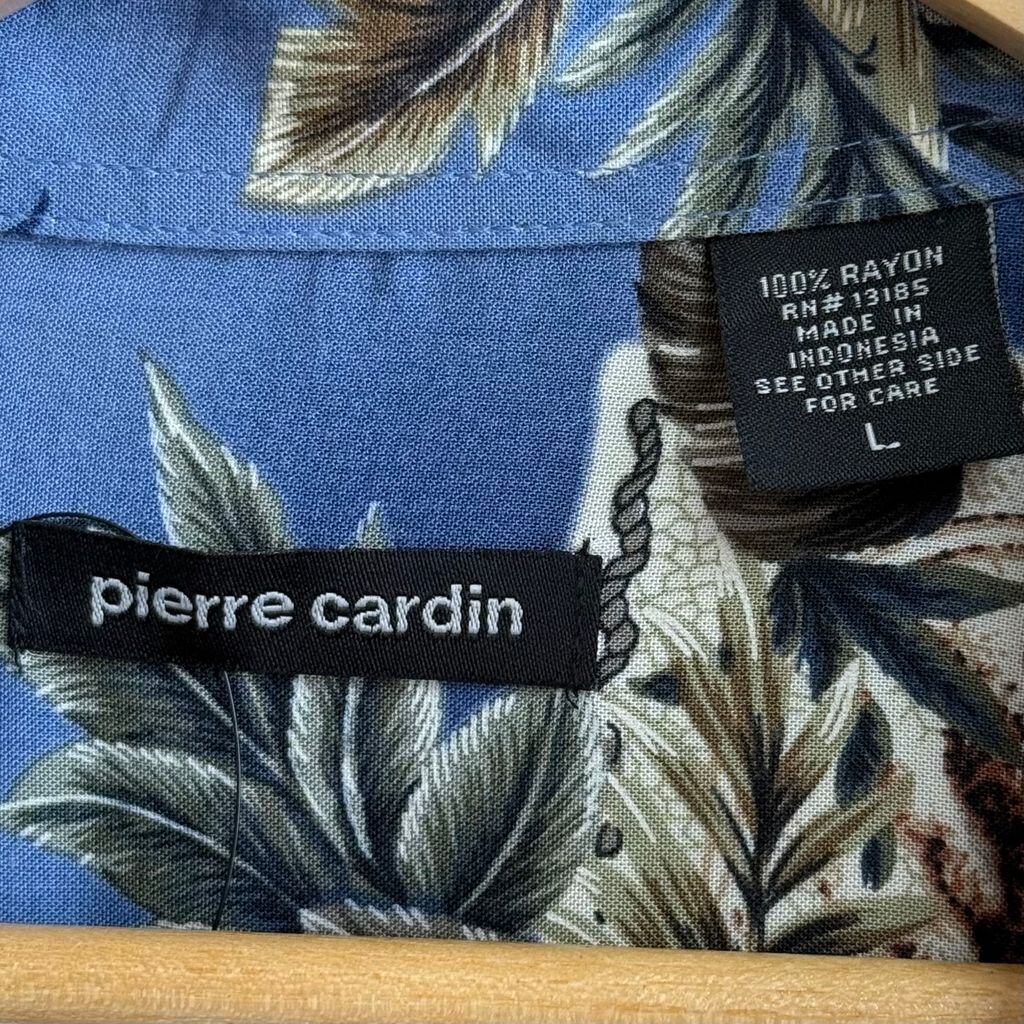 100% RAYON
RN# 13185
MADE IN
INDONESIA
SEE OTHER SIDE
FOR CARE
L
pierre cardin